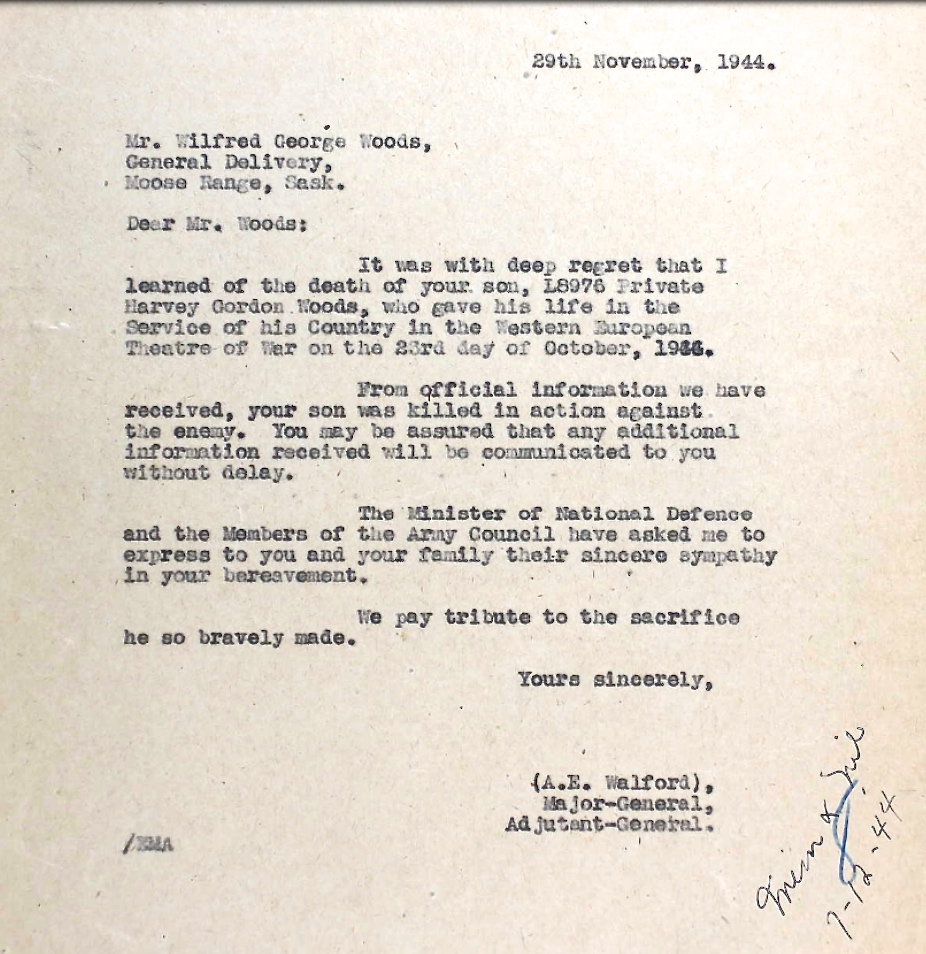 29th November, 1944.
Mr. Wilfred George Woods,
General Delivery,
Moose Range, Sask.
Dear Mr. Woods:
It was with deep regret that I
learned of the death of your son, L8976 Private
Harvey Gordon Woods, who gave his life in the
Service of his Country in the Western European
Theatre of War on the 23rd day of October, 1944.
From official information we have
received, your son was killed in action against
the enemy. You may be assured that any additional
information received will be communicated to you
without delay.
The Minister of National Defence
and the Members of the Army Council have asked me to
express to you and your family their sincere sympathy
in your bereavement.
We pay tribute to the sacrifice
he so bravely made.
Yours sincerely,
(A.E. Walford),
Major-General,
Adjutant-General.
/EMA
7-12-44